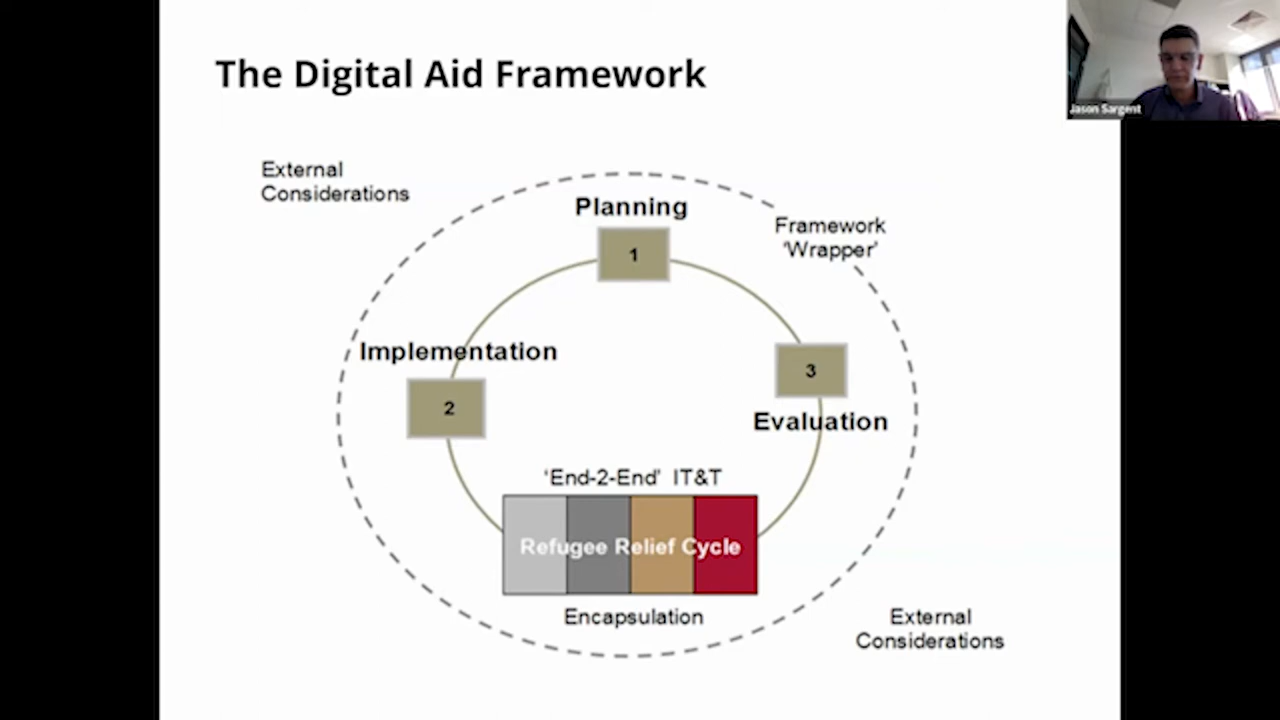 The Digital Aid Framework
Jason Sargent
External
Considerations
Planning
1
Framework
'Wrapper'
Implementation
2
3
Evaluation
'End-2-End' IT&T
Refugee Relief Cycle
Encapsulation
External
Considerations